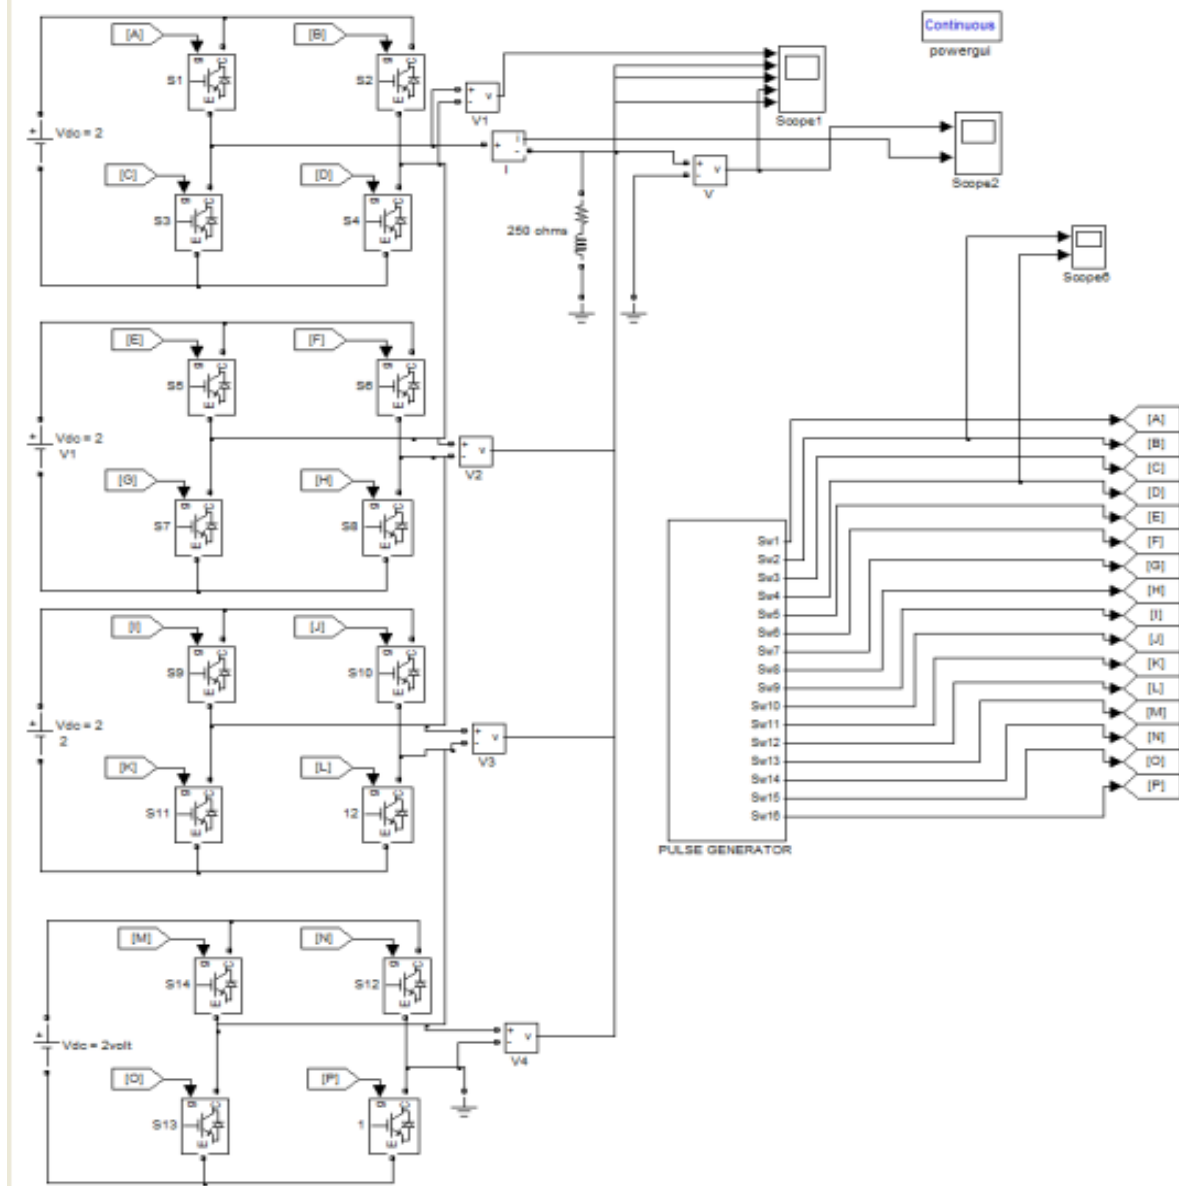 [A]
[B]
Continuous
powergui
S1
S2
+
v
-
V1
Scope1
Vdc = 2
+
I
-
I
+
v
-
V
Scope2
[C]
[D]
S3
S4
250 ohms
Scope6
[E]
[F]
S5
S6
Vdc = 2
V1
+
v
-
V2
[G]
[H]
S7
S8
[I]
[J]
S9
S10
Vdc = 2
2
+
v
-
V3
[K]
[L]
S11
12
[M]
[N]
S14
S12
Vdc = 2volt
+
v
-
V4
[O]
[P]
S13
1
Sw1
Sw2
Sw3
Sw4
Sw5
Sw6
Sw7
Sw8
Sw9
Sw10
Sw11
Sw12
Sw13
Sw14
Sw15
Sw16
PULSE GENERATOR
[A]
[B]
[C]
[D]
[E]
[F]
[G]
[H]
[I]
[J]
[K]
[L]
[M]
[N]
[O]
[P]